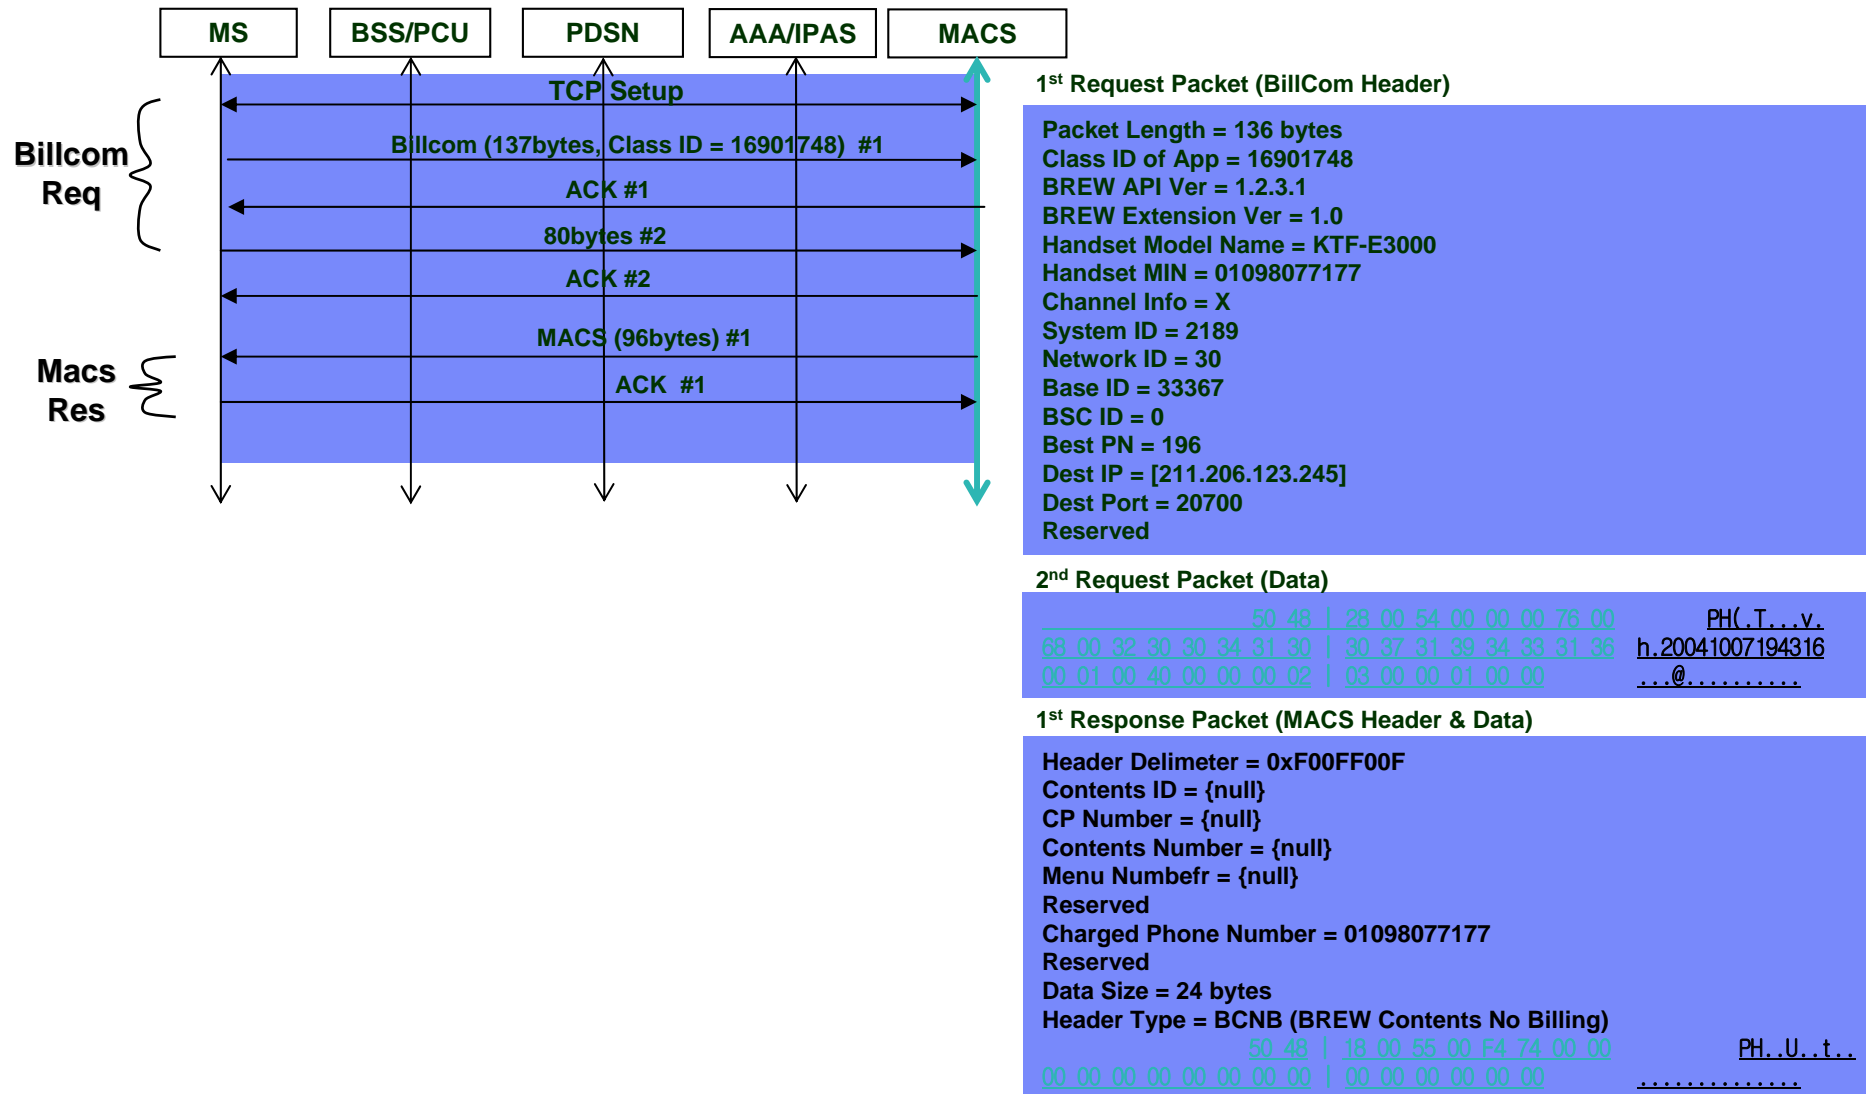 MS
BSS/PCU
PDSN
AAA/IPAS
MACS
TCP Setup
Billcom (137bytes, Class ID = 16901748) #1
Billcom
Req
ACK #1
80bytes #2
ACK #2
MACS (96bytes) #1
Macs
Res
ACK #1
1st Request Packet (BillCom Header)
Packet Length = 136 bytes
Class ID of App = 16901748
BREW API Ver = 1.2.3.1
BREW Extension Ver = 1.0
Handset Model Name = KTF-E3000
Handset MIN = 01098077177
Channel Info = X
System ID = 2189
Network ID = 30
Base ID = 33367
BSC ID = 0
Best PN = 196
Dest IP = [211.206.123.245]
Dest Port = 20700
Reserved
2nd Request Packet (Data)
50 48 | 28 00 54 00 00 00 76 00 PH(.T...v.
68 00 32 30 30 34 31 30 | 30 37 31 39 34 33 31 36 h.20041007194316
00 01 00 40 00 00 00 02 | 03 00 00 01 00 00 ...@..........
1st Response Packet (MACS Header & Data)
Header Delimeter = 0xF00FF00F
Contents ID = {null}
CP Number = {null}
Contents Number = {null}
Menu Numbefr = {null}
Reserved
Charged Phone Number = 01098077177
Reserved
Data Size = 24 bytes
Header Type = BCNB (BREW Contents No Billing)
50 48 | 18 00 55 00 F4 74 00 00 PH..U..t..
00 00 00 00 00 00 00 00 | 00 00 00 00 00 00 ..............